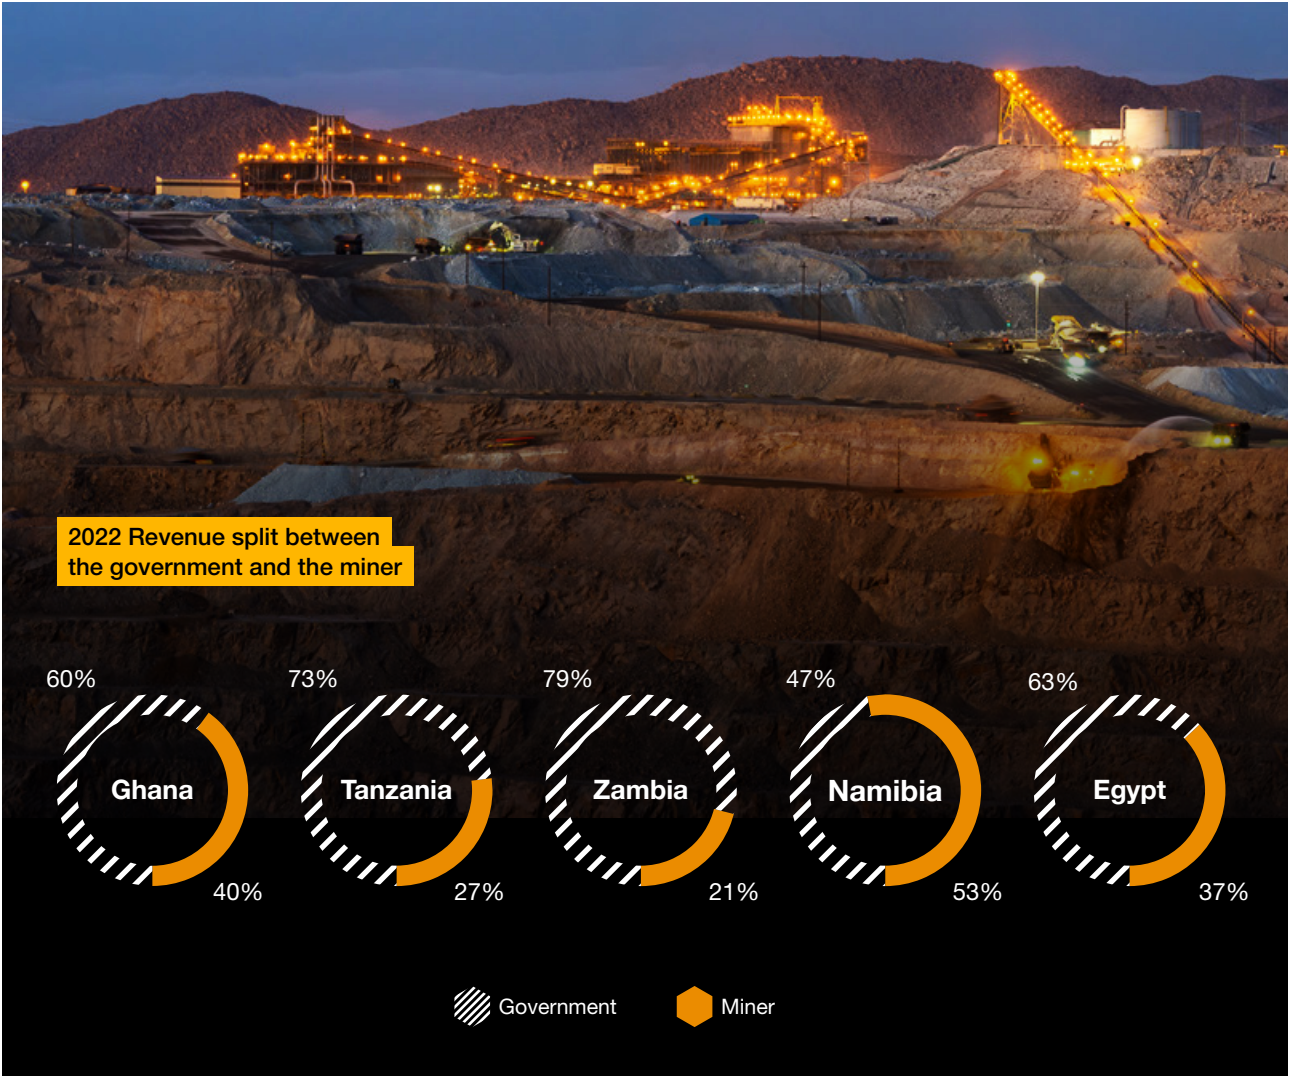 2022 Revenue split between
the government and the miner
60%
73%
79%
47%
63%
Ghana
Tanzania
Zambia
Namibia
Egypt
40%
27%
21%
53%
37%
Government
Miner